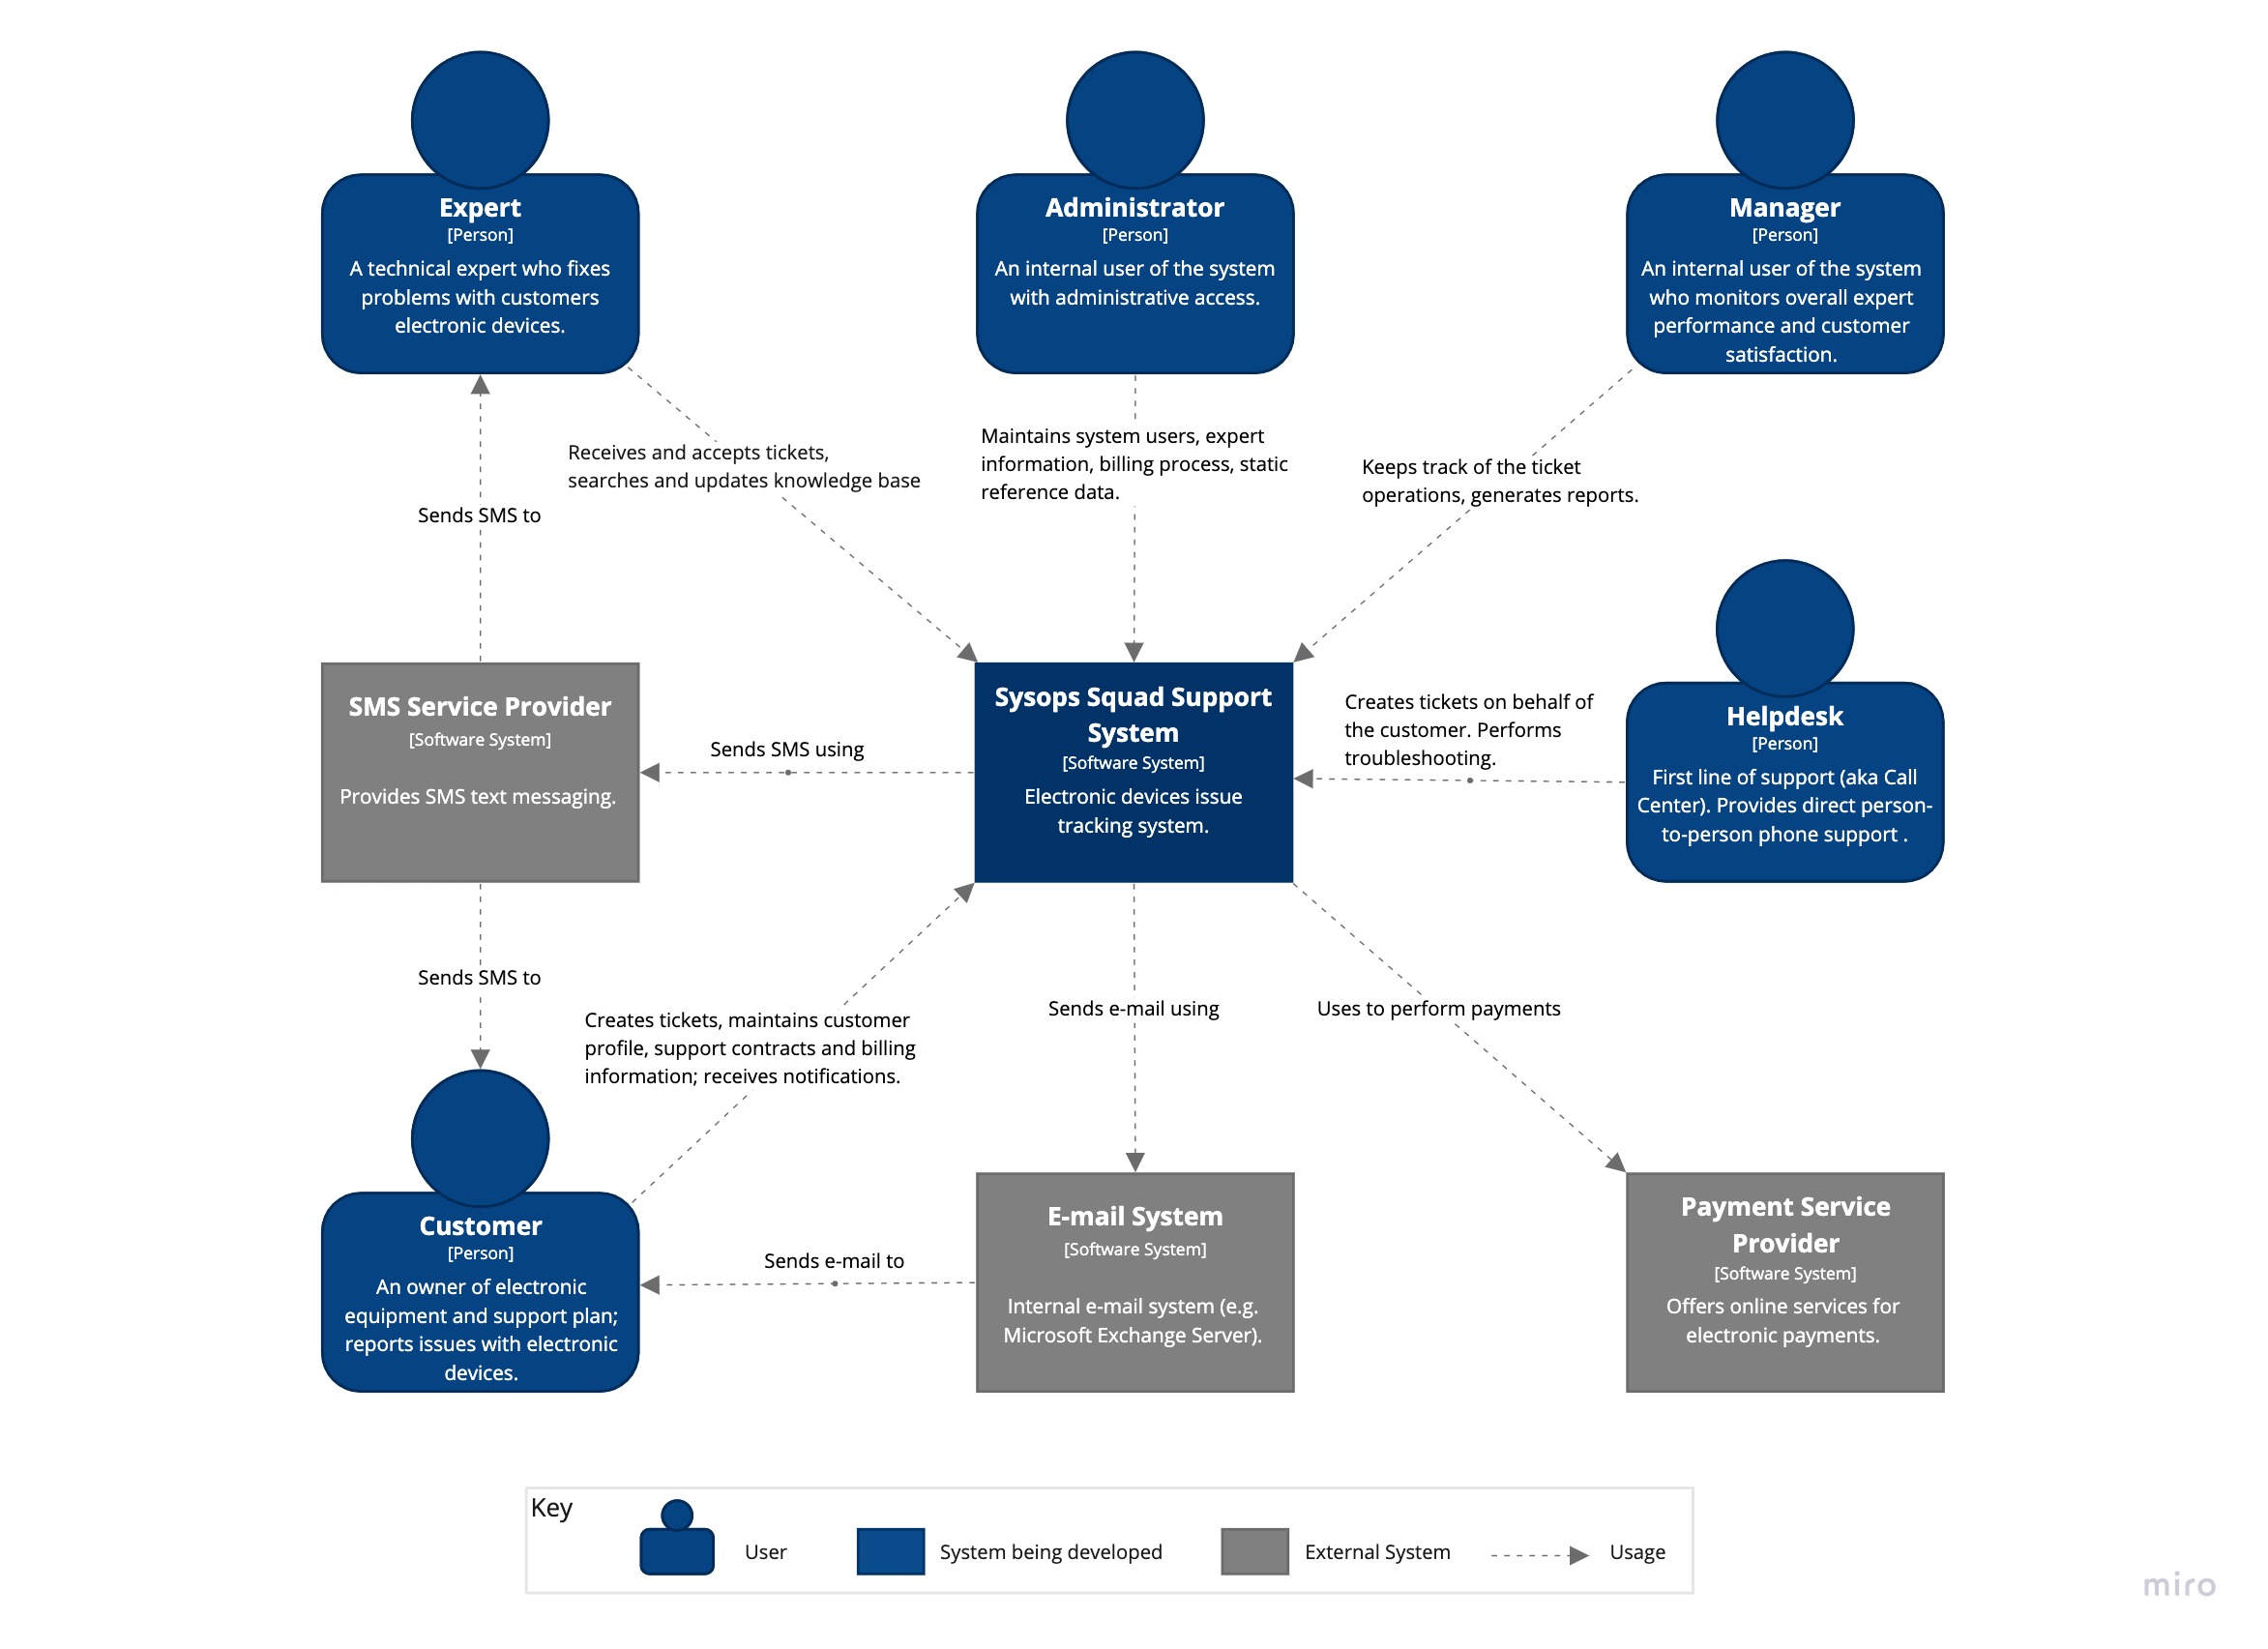 Expert
[Person]
A technical expert who fixes
problems with customers
electronic devices.
Administrator
[Person]
An internal user of the system
with administrative access.
Manager
[Person]
An internal user of the system
who monitors overall expert
performance and customer
satisfaction.
Receives and accepts tickets,
searches and updates knowledge base
Maintains system users, expert
information, billing process, static
reference data.
Keeps track of the ticket
operations, generates reports.
Sends SMS to
SMS Service Provider
[Software System]
Provides SMS text messaging.
Sends SMS using
Sysops Squad Support
System
[Software System]
Electronic devices issue
tracking system.
Creates tickets on behalf of
the customer. Performs
troubleshooting.
Helpdesk
[Person]
First line of support (aka Call
Center). Provides direct person-
to-person phone support .
Sends SMS to
Creates tickets, maintains customer
profile, support contracts and billing
information; receives notifications.
Sends e-mail using
Uses to perform payments
Customer
[Person]
An owner of electronic
equipment and support plan;
reports issues with electronic
devices.
Sends e-mail to
E-mail System
[Software System]
Internal e-mail system (e.g.
Microsoft Exchange Server).
Payment Service
Provider
[Software System]
Offers online services for
electronic payments.
Key
User
System being developed
External System
Usage
miro